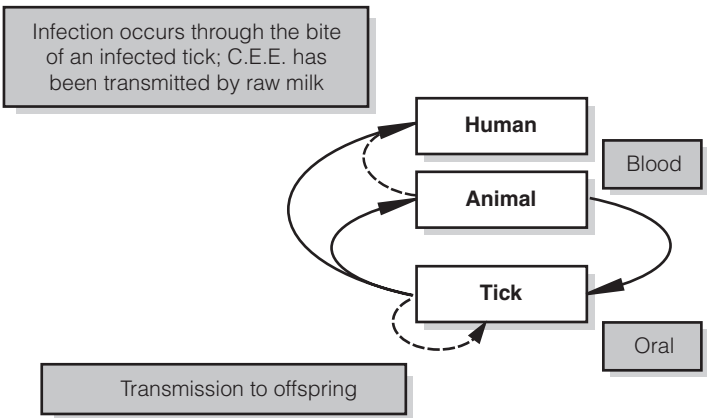 Infection occurs through the bite
of an infected tick; C.E.E. has
been transmitted by raw milk
Human
Blood
Animal
Tick
Oral
Transmission to offspring